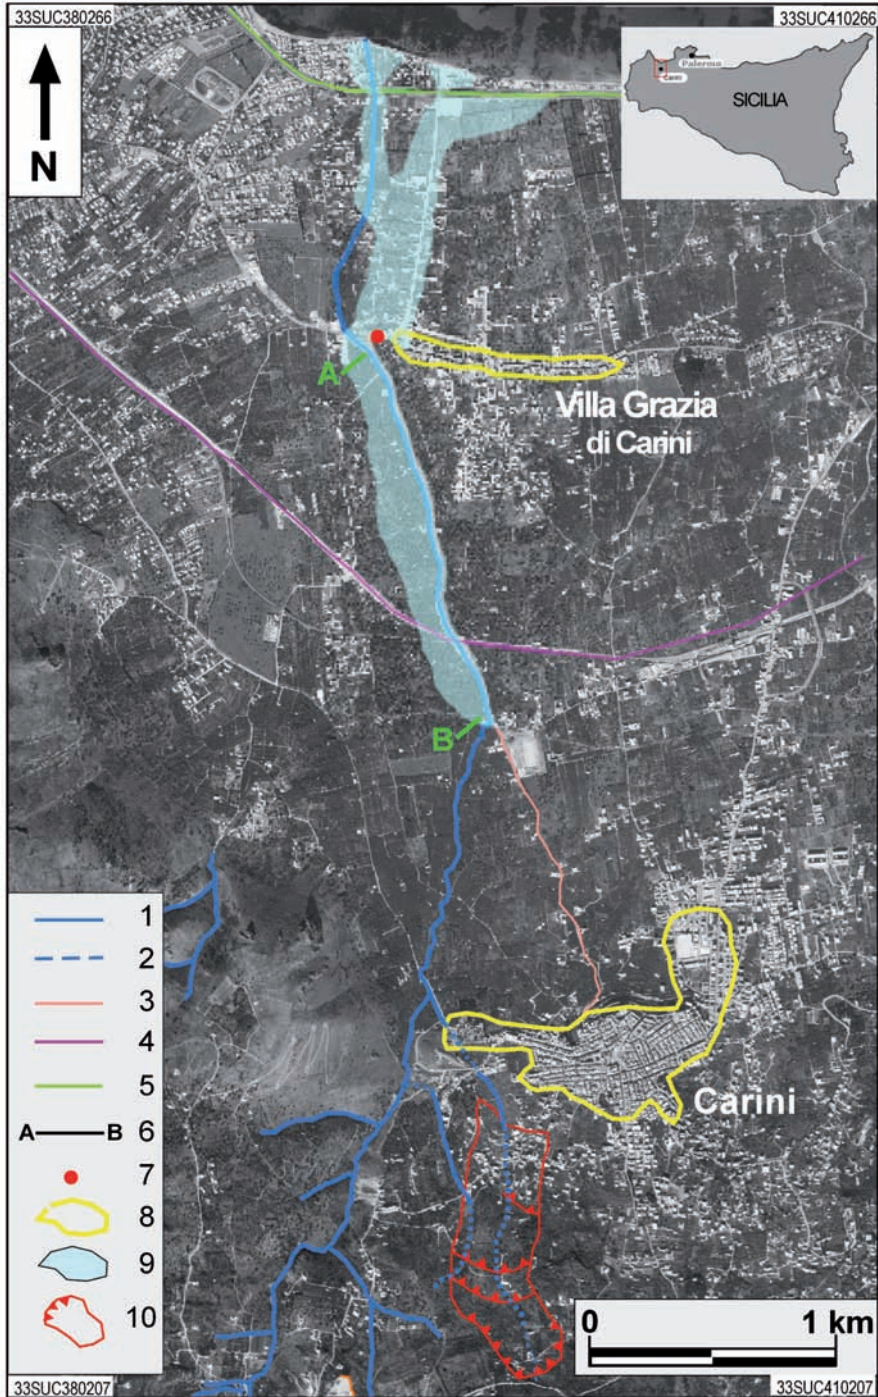 33SUC380266
33SUC410266
N
Palermo
Carini
SICILIA
A
Villa Grazia
di Carini
B
1
2
3
4
5
A B 6
7
8
9
10
Carini
0 1 km
33SUC380207
33SUC410207